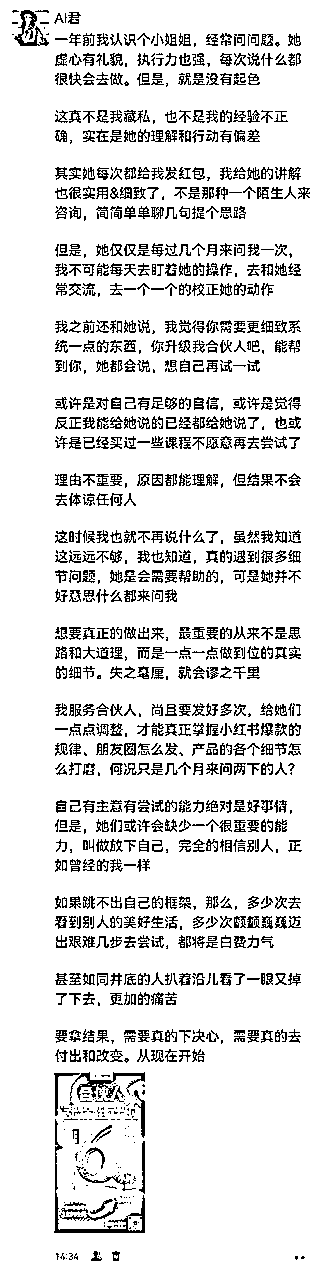 AI君
一年前我认识个小姐姐，经常问问题。她
虚心有礼貌，执行力也强，每次说什么都
很快会去做。但是，就是没有起色
这真不是我藏私，也不是我的经验不正
确，实在是她的理解和行动有偏差
其实她每次都给我发红包，我给她的讲解
也很实用&细致了，不是那种一个陌生人来
咨询，简简单单聊几句提个思路
但是，她仅仅是每过几个月来问我一次，
我不可能每天去盯着她的操作，去和她经
常交流，去一个一个的校正她的动作
我之前还和她说，我觉得你需要更细致系
统一点的东西，你升级我合伙人吧，能帮
到你，她都会说，想自己再试一试
或许是对自己有足够的自信，或许是觉得
反正我能给她说的已经都给她说了，也或
许是已经买过一些课程不愿意再去尝试了
理由不重要，原因都能理解，但结果不会
去体谅任何人
这时候我也就不再说什么了，虽然我知道
这远远不够，我也知道，真的遇到很多细
节问题，她是会需要帮助的，可是她并不
好意思什么都来问我
想要真正的做出来，最重要的从来不是思
路和大道理，而是一点一点做到位的真实
的细节。失之毫厘，就会谬之千里
我服务合伙人，尚且要发好多次，给她们
一点点调整，才能真正掌握小红书爆款的
规律、朋友圈怎么发、产品的各个细节怎
么打磨，何况只是几个月来问两下的人？
自己有主意有尝试的能力绝对是好事情，
但是，她们或许会缺少一个很重要的能
力，叫做放下自己，完全的相信别人，正
如曾经的我一样
如果跳不出自己的框架，那么，多少次去
看到别人的美好生活，多少次颤颤巍巍迈
出艰难几步去尝试，都将是白费力气
甚至如同井底的人扒着沿儿看了一眼又掉
了下去，更加的痛苦
要拿结果，需要真的下决心，需要真的去
付出和改变。从现在开始
合伙人
14:34